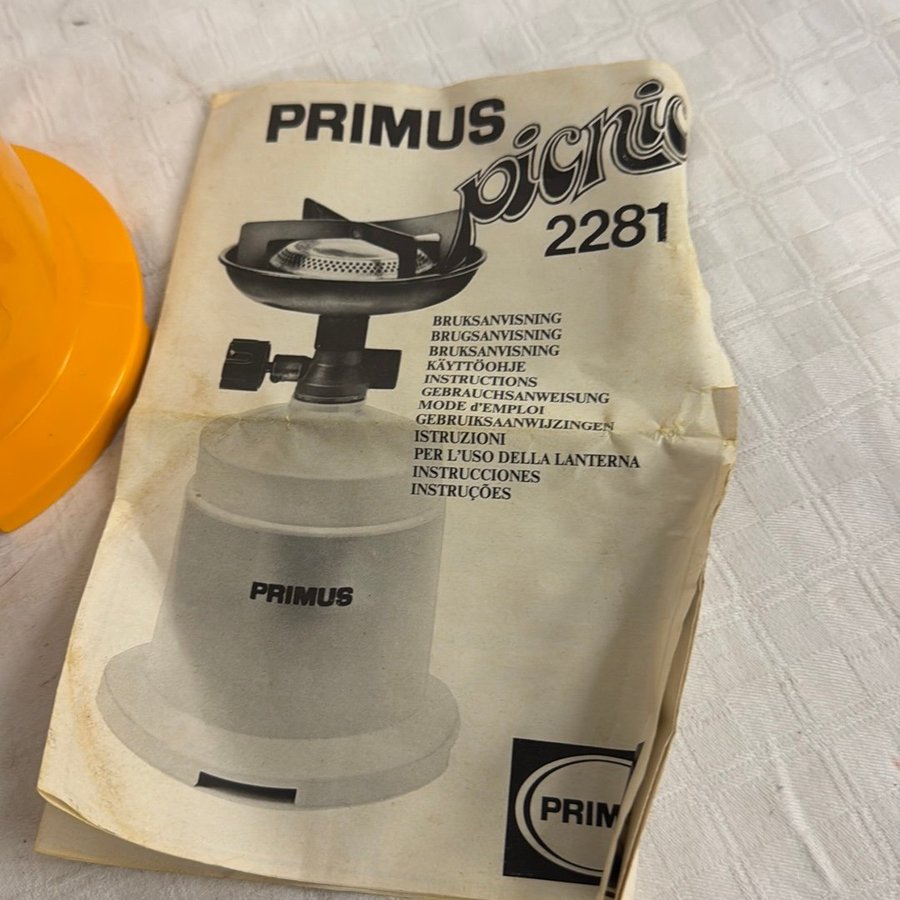 PRIMUS
picnic
2281
BRUKSANVISNING
BRUGSANVISNING
BRUKSANVISNING
KÄYTTÖOHJE
INSTRUCTIONS
GEBRAUCHSANWEISUNG
MODE d'EMPLOI
GEBRUIKSAANWIJZINGEN
ISTRUZIONI
PER L'USO DELLA LANTERNA
INSTRUCCIONES
INSTRUÇÕES
PRIMUS
PRIM